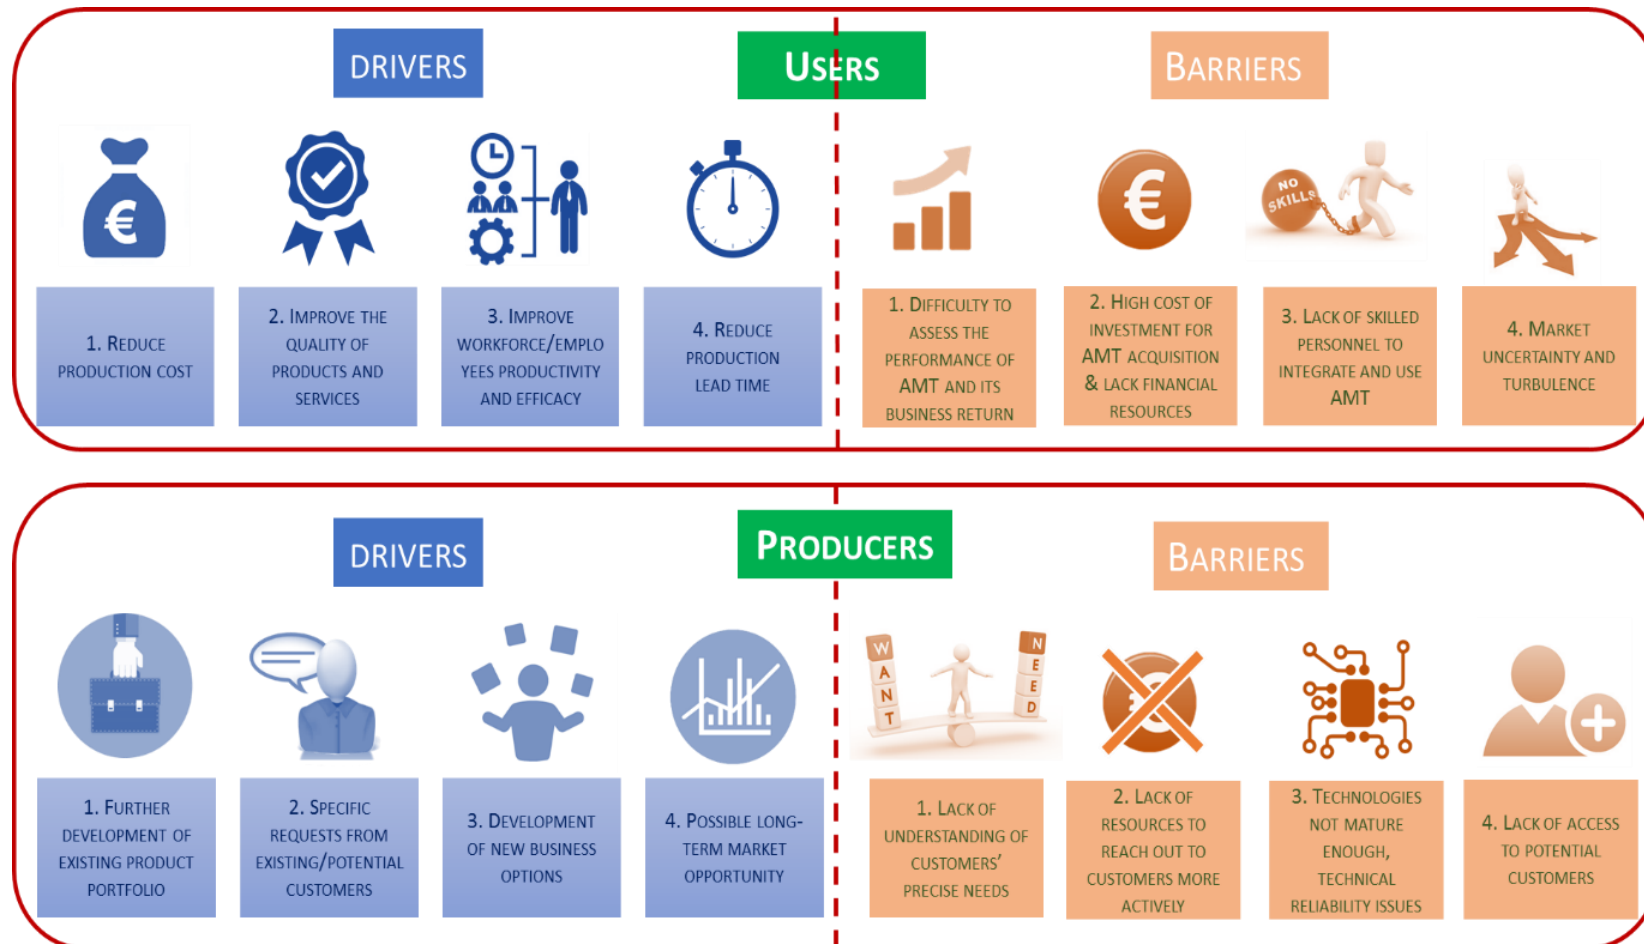 DRIVERS
USERS
BARRIERS
€
€
NO
SKILLS
1. REDUCE
PRODUCTION COST
2. IMPROVE THE
QUALITY OF
PRODUCTS AND
SERVICES
3. IMPROVE
WORKFORCE/EMPLO
YEES PRODUCTIVITY
AND EFFICACY
4. REDUCE
PRODUCTION
LEAD TIME
1. DIFFICULTY TO
ASSESS THE
PERFORMANCE OF
AMT AND ITS
BUSINESS RETURN
2. HIGH COST OF
INVESTMENT FOR
AMT ACQUISITION
& LACK FINANCIAL
RESOURCES
3. LACK OF SKILLED
PERSONNEL TO
INTEGRATE AND USE
AMT
4. MARKET
UNCERTAINTY AND
TURBULENCE
DRIVERS
PRODUCERS
BARRIERS
WANT
NEED
€
1. FURTHER
DEVELOPMENT OF
EXISTING PRODUCT
PORTFOLIO
2. SPECIFIC
REQUESTS FROM
EXISTING/POTENTIAL
CUSTOMERS
3. DEVELOPMENT
OF NEW BUSINESS
OPTIONS
4. POSSIBLE LONG-
TERM MARKET
OPPORTUNITY
1. LACK OF
UNDERSTANDING OF
CUSTOMERS’
PRECISE NEEDS
2. LACK OF
RESOURCES TO
REACH OUT TO
CUSTOMERS MORE
ACTIVELY
3. TECHNOLOGIES
NOT MATURE
ENOUGH,
TECHNICAL
RELIABILITY ISSUES
4. LACK OF ACCESS
TO POTENTIAL
CUSTOMERS